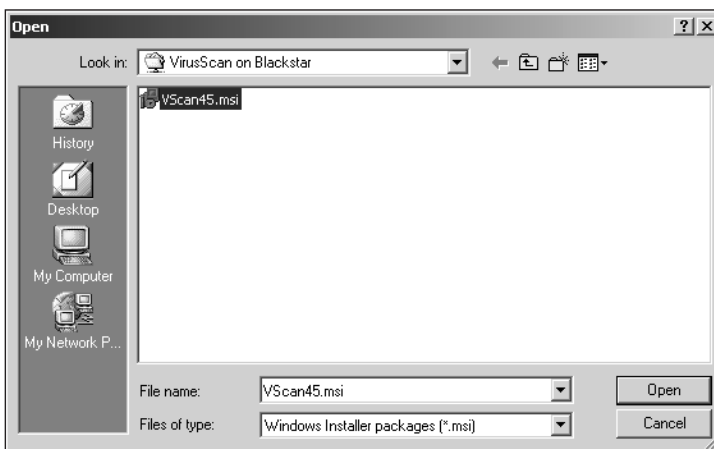 Open
Look in: VirusScan on Blackstar
VScan45.msi
History
Desktop
My Computer
My Network P...
File name: VScan45.msi Open
Files of type: Windows Installer packages (*.msi) Cancel